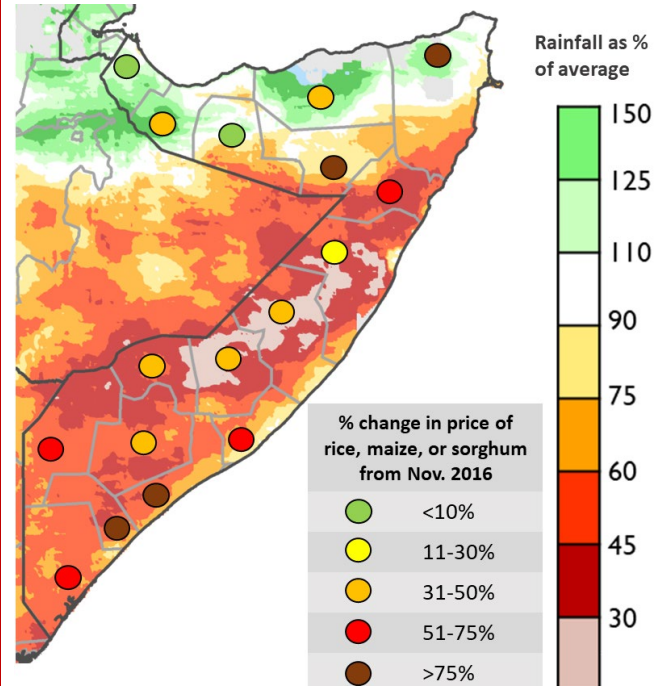 Rainfall as %
of average
150
125
110
90
75
60
45
30
% change in price of
rice, maize, or sorghum
from Nov. 2016
<10%
11-30%
31-50%
51-75%
>75%